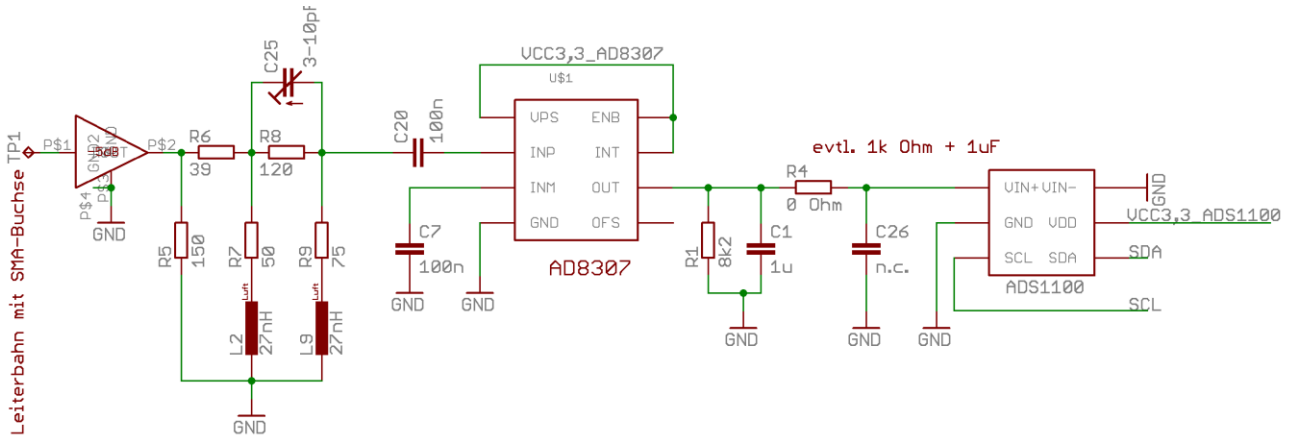 Leiterbahn mit SMA-Buchse
TP1
P$1
P$2
GND2
P$3
P$4
GND
GND
R6
39
R5
150
C25
3-10pF
R8
120
R7
50
R9
75
Luft
L2
27nH
Luft
L9
27nH
GND
C20
100n
C7
100n
GND
GND
VCC3,3_AD8307
U$1
VPS ENB
INP INT
INM OUT
GND OFS
AD8307
R1
8k2
C1
1u
GND
evtl. 1k Ohm + 1uF
R4
0 Ohm
C26
n.c.
GND
VIN+ VIN-
GND VDD
SCL SDA
ADS1100
GND
GND
VCC3,3_ADS1100
SDA
SCL